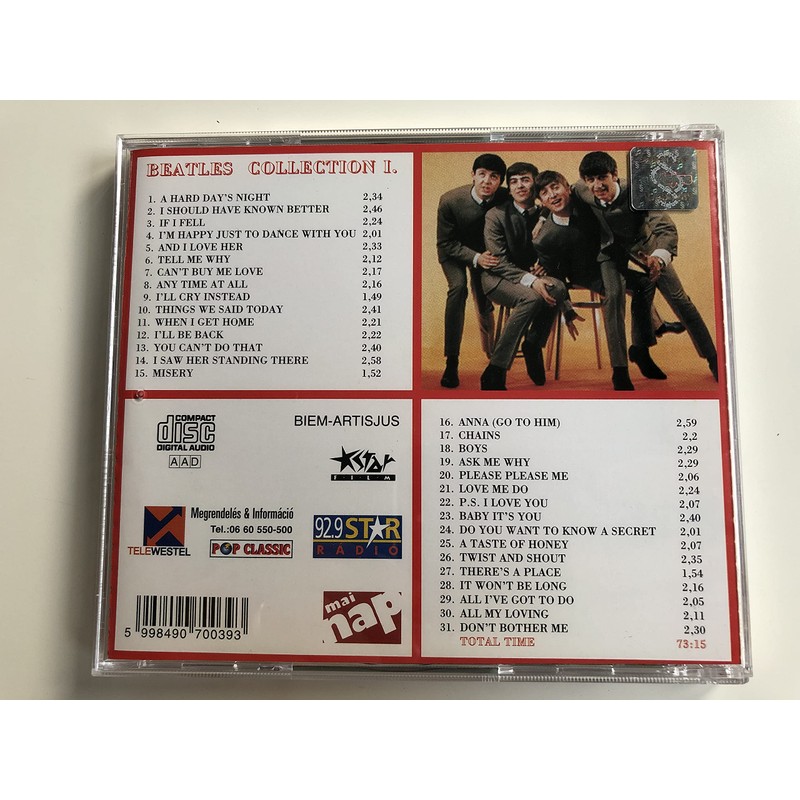 BEATLES COLLECTION I.
1. A HARD DAY'S NIGHT 2,34
2. I SHOULD HAVE KNOWN BETTER 2,46
3. IF I FELL 2,24
4. I'M HAPPY JUST TO DANCE WITH YOU 2,01
5. AND I LOVE HER 2,33
6. TELL ME WHY 2,12
7. CAN'T BUY ME LOVE 2,17
8. ANY TIME AT ALL 2,16
9. I'LL CRY INSTEAD 1,49
10. THINGS WE SAID TODAY 2,41
11. WHEN I GET HOME 2,21
12. I'LL BE BACK 2,22
13. YOU CAN'T DO THAT 2,40
14. I SAW HER STANDING THERE 2,58
15. MISERY 1,52
COMPACT
disc
DIGITAL AUDIO
AAD
BIEM-ARTISJUS
STAR
FILM
Megrendelés & Információ
Tel.:06 60 550-500
TELEWESTEL
POP CLASSIC
92.9 STAR
RÁDIÓ
mai
nap
5 998490 700393
16. ANNA (GO TO HIM) 2,59
17. CHAINS 2,2
18. BOYS 2,29
19. ASK ME WHY 2,29
20. PLEASE PLEASE ME 2,06
21. LOVE ME DO 2,24
22. P.S. I LOVE YOU 2,07
23. BABY IT'S YOU 2,40
24. DO YOU WANT TO KNOW A SECRET 2,01
25. A TASTE OF HONEY 2,07
26. TWIST AND SHOUT 2,35
27. THERE'S A PLACE 1,54
28. IT WON'T BE LONG 2,16
29. ALL I'VE GOT TO DO 2,05
30. ALL MY LOVING 2,11
31. DON'T BOTHER ME 2,30
TOTAL TIME 73:15